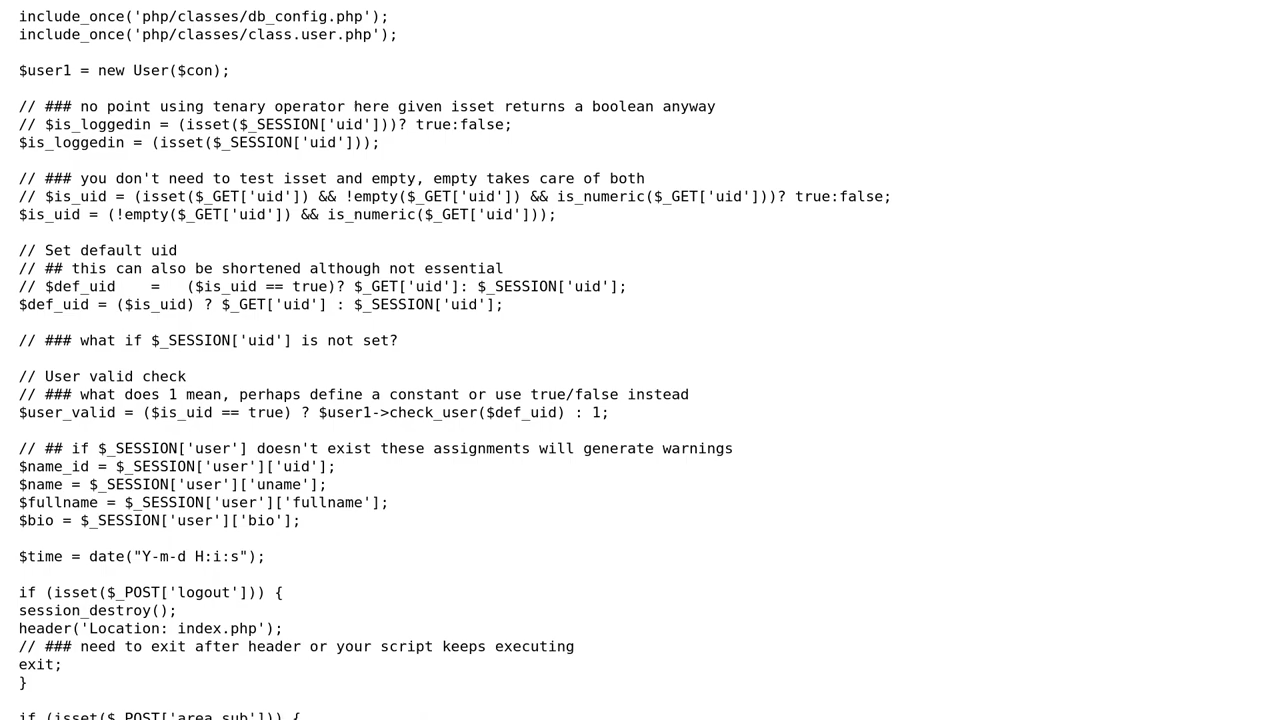 include_once('php/classes/db_config.php');
include_once('php/classes/class.user.php');
$user1 = new User($con);
// ### no point using tenary operator here given isset returns a boolean anyway
// $is_loggedin = (isset($_SESSION['uid']))? true:false;
$is_loggedin = (isset($_SESSION['uid']));
// ### you don't need to test isset and empty, empty takes care of both
// $is_uid = (isset($_GET['uid']) && !empty($_GET['uid']) && is_numeric($_GET['uid']))? true:false;
$is_uid = (!empty($_GET['uid']) && is_numeric($_GET['uid']));
// Set default uid
// ## this can also be shortened although not essential
// $def_uid    =   ($is_uid == true)? $_GET['uid']: $_SESSION['uid'];
$def_uid = ($is_uid) ? $_GET['uid'] : $_SESSION['uid'];
// ### what if $_SESSION['uid'] is not set?
// User valid check
// ### what does 1 mean, perhaps define a constant or use true/false instead
$user_valid = ($is_uid == true) ? $user1->check_user($def_uid) : 1;
// ## if $_SESSION['user'] doesn't exist these assignments will generate warnings
$name_id = $_SESSION['user']['uid'];
$name = $_SESSION['user']['uname'];
$fullname = $_SESSION['user']['fullname'];
$bio = $_SESSION['user']['bio'];
$time = date("Y-m-d H:i:s");
if (isset($_POST['logout'])) {
session_destroy();
header('Location: index.php');
// ### need to exit after header or your script keeps executing
exit;
}
if (isset($_POST['area_sub'])) {